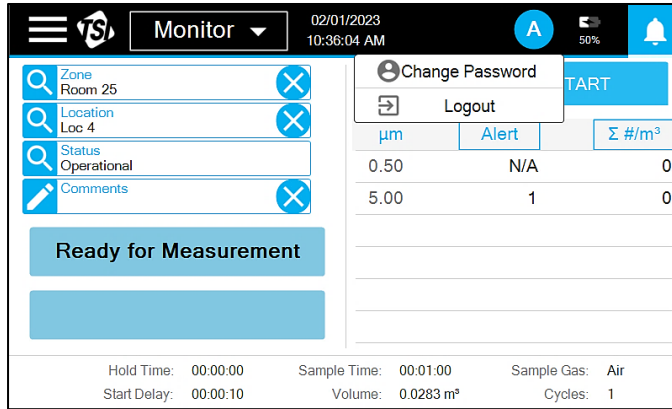 TSI
Monitor
02/01/2023
10:36:04 AM
A
50%
Change Password
Logout
TART
Zone
Room 25
Location
Loc 4
Status
Operational
Comments
Ready for Measurement
µm Alert Σ #/m³
0.50 N/A 0
5.00 1 0
Hold Time: 00:00:00 Sample Time: 00:01:00 Sample Gas: Air
Start Delay: 00:00:10 Volume: 0.0283 m³ Cycles: 1